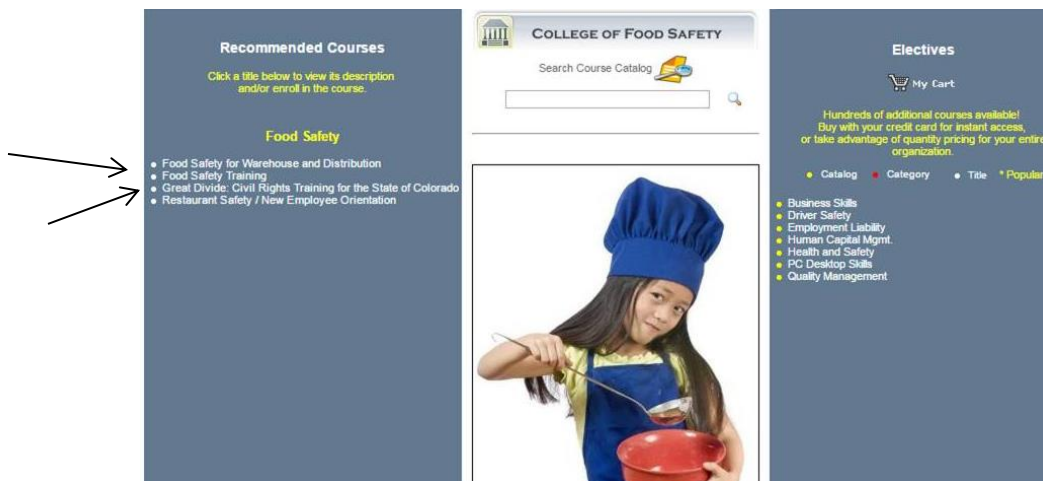 Recommended Courses
Click a title below to view its description
and/or enroll in the course.
Food Safety
Food Safety for Warehouse and Distribution
Food Safety Training
Great Divide: Civil Rights Training for the State of Colorado
Restaurant Safety / New Employee Orientation
COLLEGE OF FOOD SAFETY
Search Course Catalog
Electives
My Cart
Hundreds of additional courses available!
Buy with your credit card for instant access,
or take advantage of quantity pricing for your entire
organization.
Catalog Category Title * Popular
Business Skills
Driver Safety
Employment Liability
Human Capital Mgmt.
Health and Safety
PC Desktop Skills
Quality Management